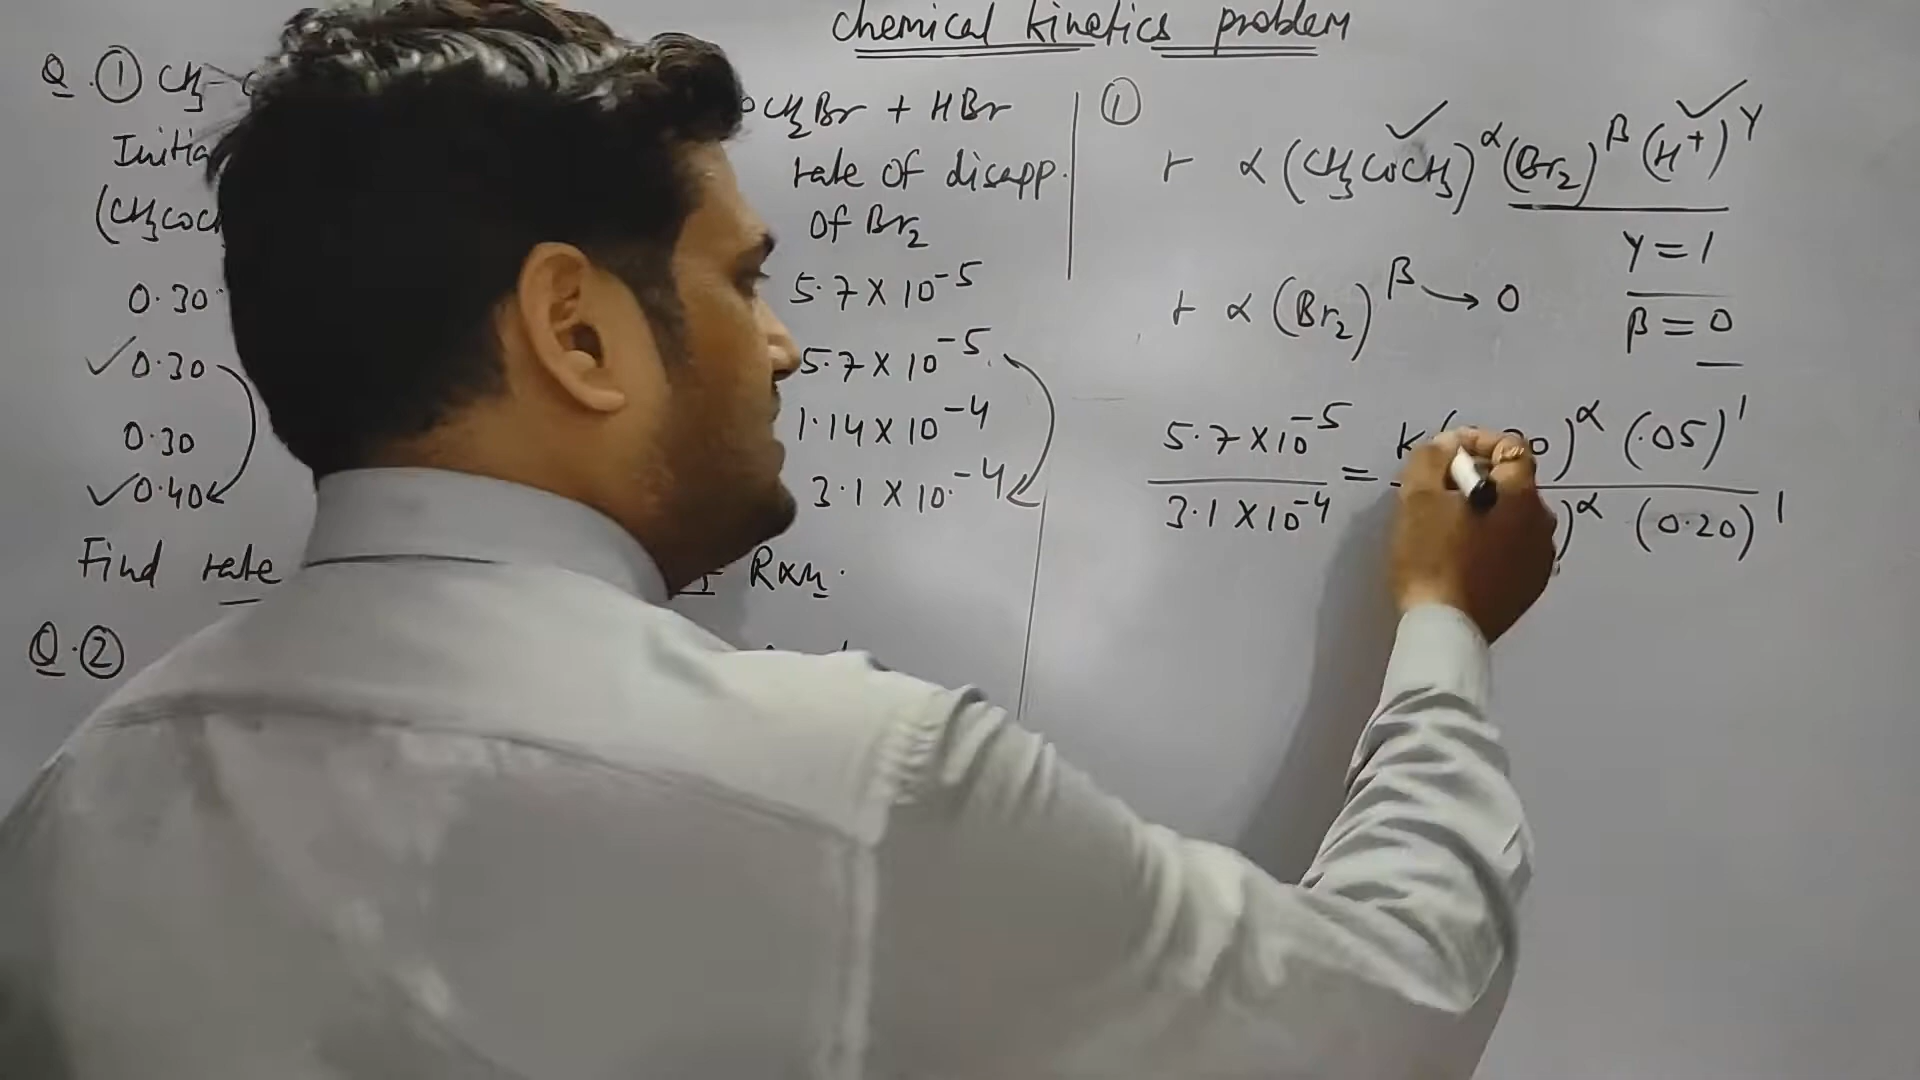 chemical kinetics problem
Q.① CH3-
CH2Br + HBr
Initia
rate of disapp.
of Br2
(CH3COCH
0.30
5.7 X 10^-5
✓0.30
5.7 X 10^-5
0.30
1.14 X 10^-4
✓0.40
3.1 X 10^-4
Find rate
Rxn.
Q.②
①
r α (CH3COCH3)^α (Br2)^β (H+)^γ
γ = 1
r α (Br2)^β → 0
β = 0
5.7 X 10^-5 / 3.1 X 10^-4 = K ( 0)^α (.05)^1 / )^α (0.20)^1